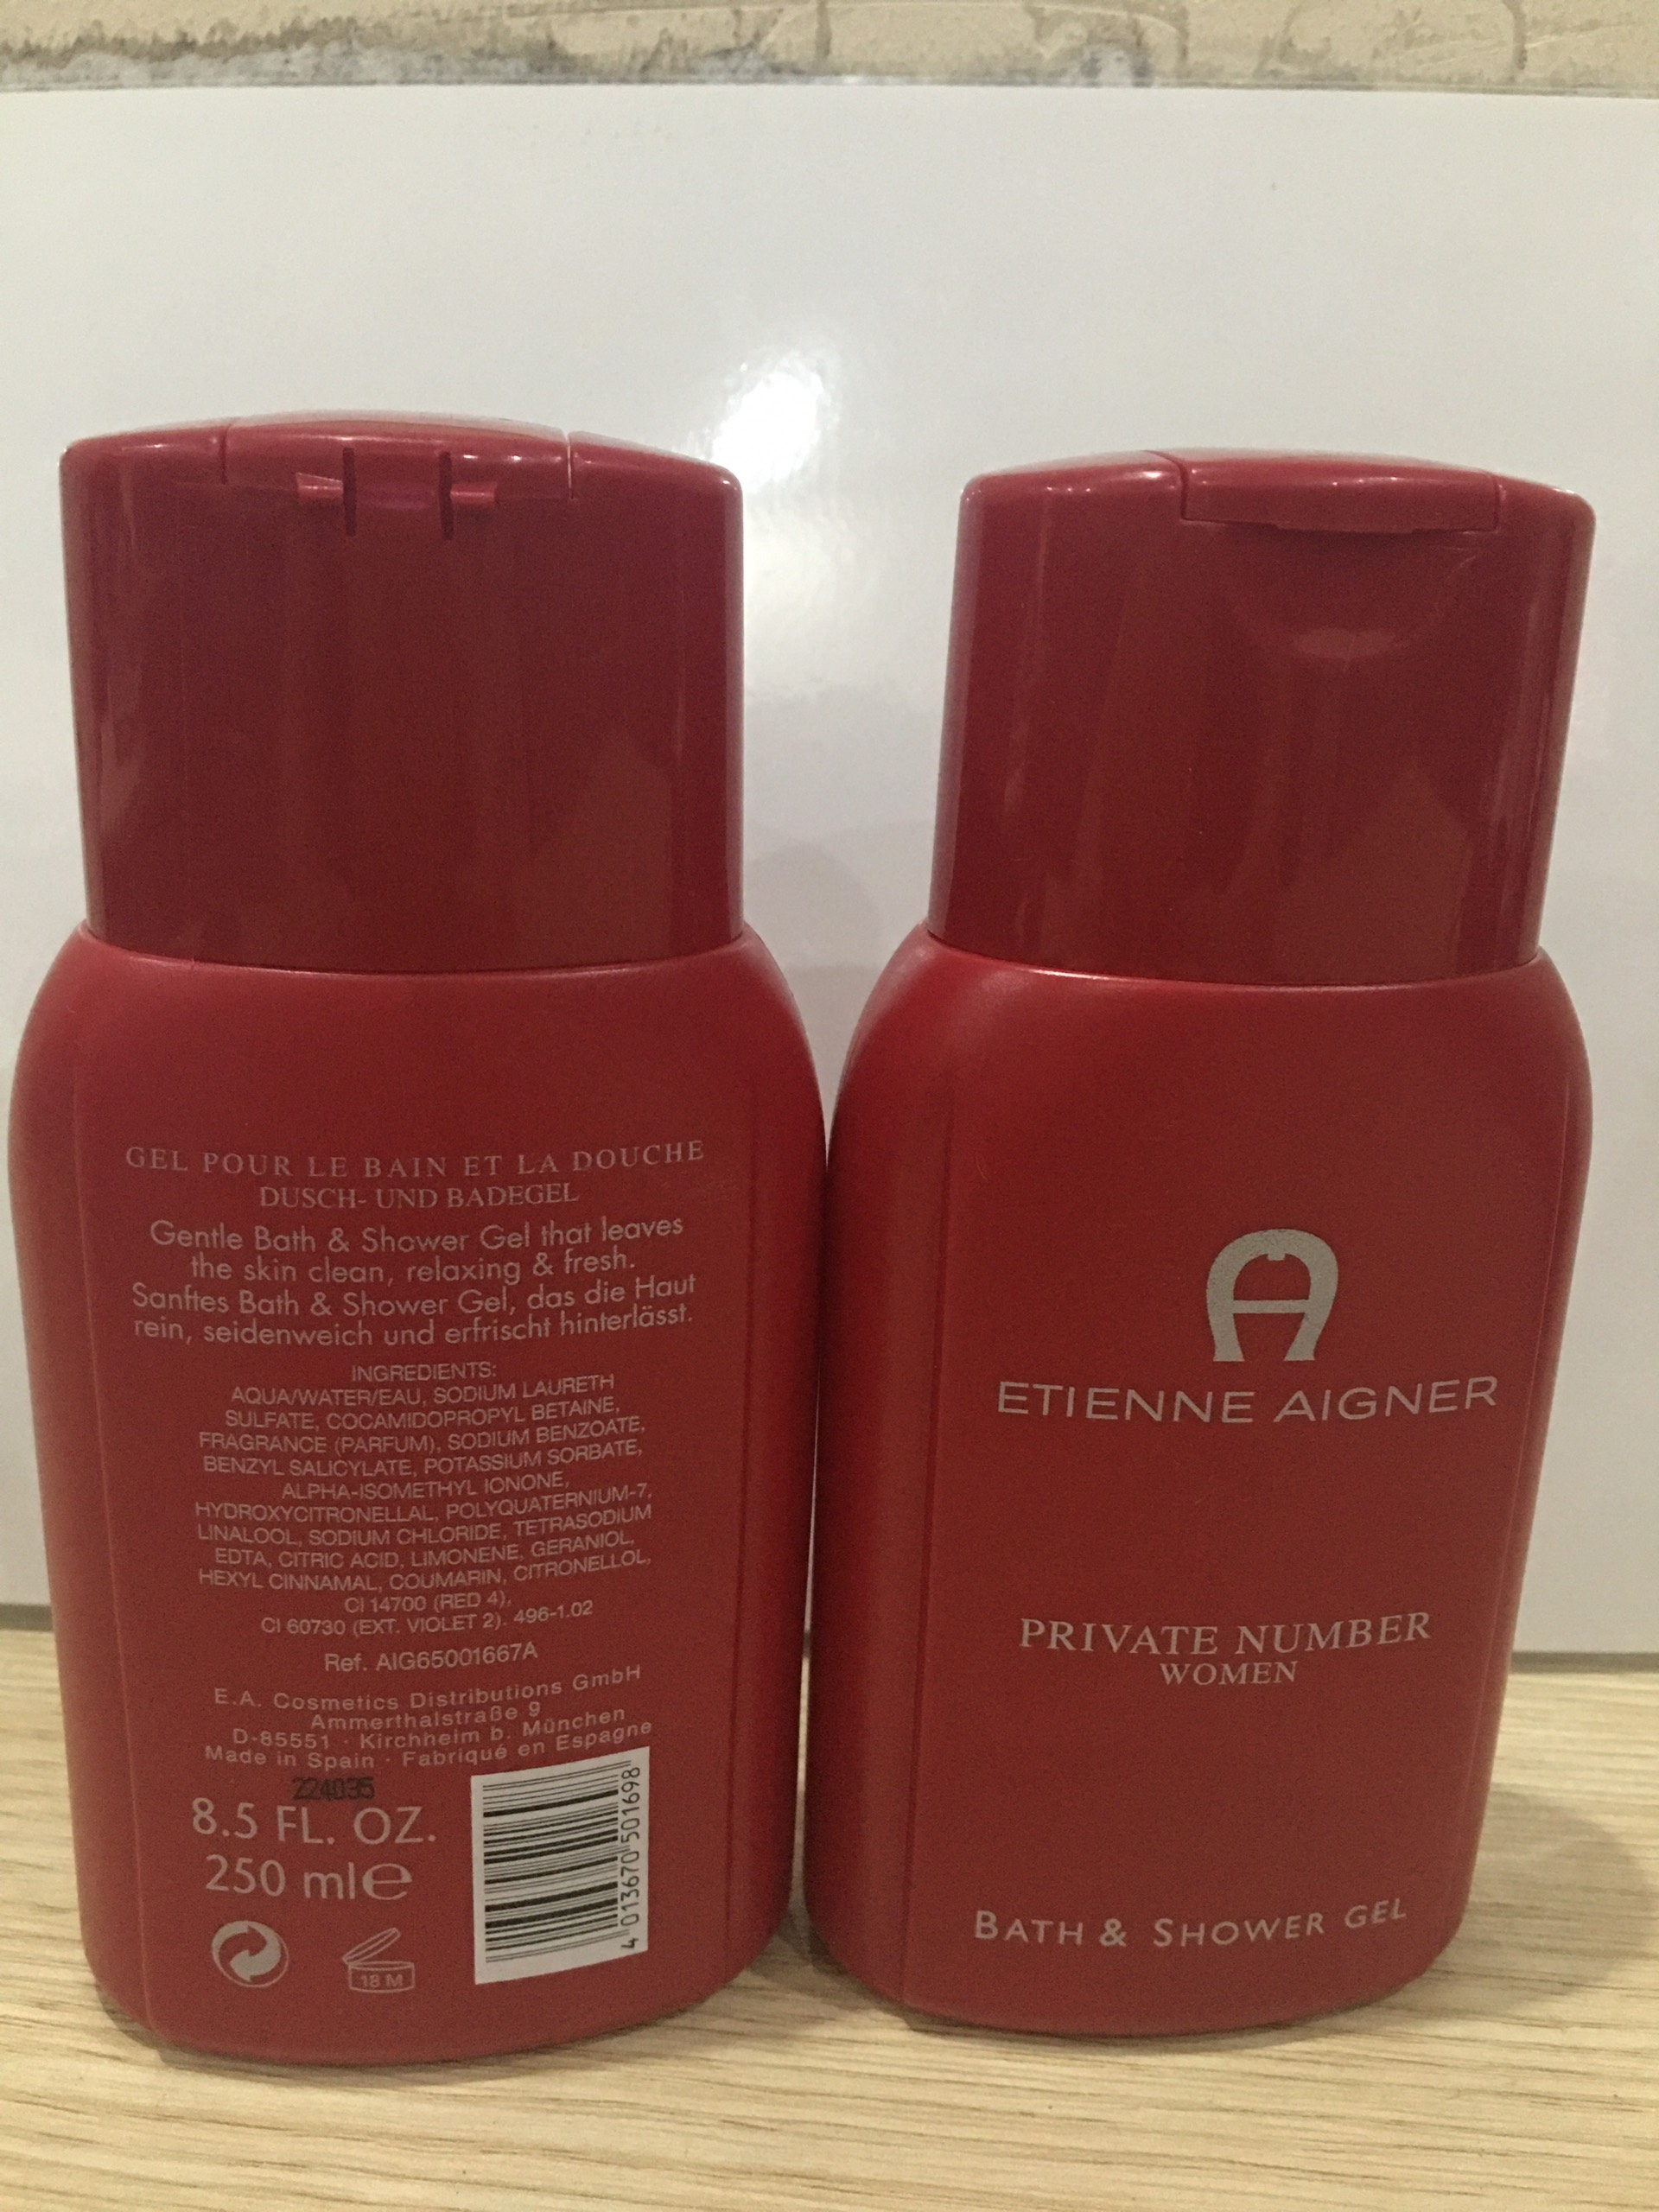 GEL POUR LE BAIN ET LA DOUCHE
DUSCH- UND BADEGEL
Gentle Bath & Shower Gel that leaves
the skin clean, relaxing & fresh.
Sanftes Bath & Shower Gel, das die Haut
rein, seidenweich und erfrischt hinterlässt.
INGREDIENTS:
AQUA/WATER/EAU, SODIUM LAURETH
SULFATE, COCAMIDOPROPYL BETAINE,
FRAGRANCE (PARFUM), SODIUM BENZOATE,
BENZYL SALICYLATE, POTASSIUM SORBATE,
ALPHA-ISOMETHYL IONONE,
HYDROXYCITRONELLAL, POLYQUATERNIUM-7,
LINALOOL, SODIUM CHLORIDE, TETRASODIUM
EDTA, CITRIC ACID, LIMONENE, GERANIOL,
HEXYL CINNAMAL, COUMARIN, CITRONELLOL,
CI 14700 (RED 4),
CI 60730 (EXT. VIOLET 2). 496-1.02
Ref. AIG65001667A
E.A. Cosmetics Distributions GmbH
Ammerthalstraße 9
D-85551 · Kirchheim b. München
Made in Spain · Fabriqué en Espagne
224035
8.5 FL. OZ.
250 ml e
18 M
4 013670 501698
A
ETIENNE AIGNER
PRIVATE NUMBER
WOMEN
BATH & SHOWER GEL